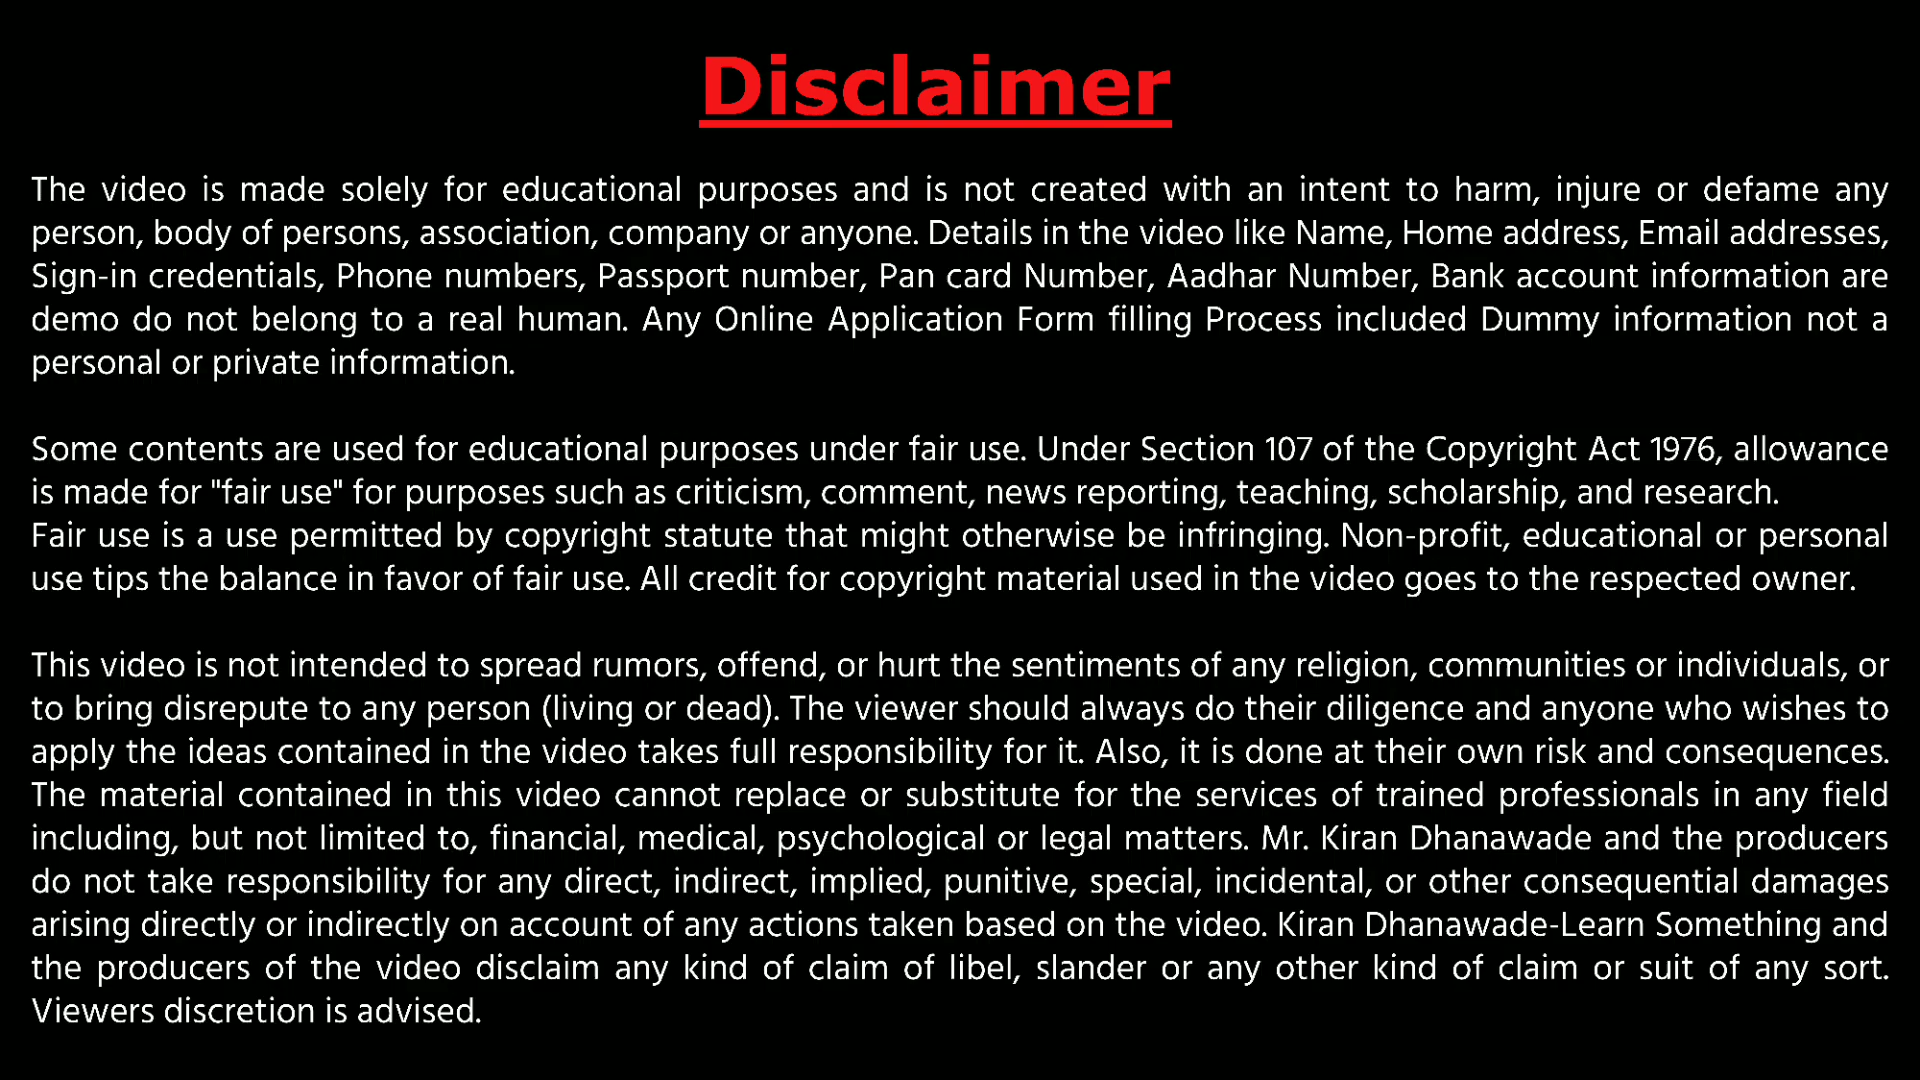 Disclaimer
The video is made solely for educational purposes and is not created with an intent to harm, injure or defame any
person, body of persons, association, company or anyone. Details in the video like Name, Home address, Email addresses,
Sign-in credentials, Phone numbers, Passport number, Pan card Number, Aadhar Number, Bank account information are
demo do not belong to a real human. Any Online Application Form filling Process included Dummy information not a
personal or private information.
Some contents are used for educational purposes under fair use. Under Section 107 of the Copyright Act 1976, allowance
is made for "fair use" for purposes such as criticism, comment, news reporting, teaching, scholarship, and research.
Fair use is a use permitted by copyright statute that might otherwise be infringing. Non-profit, educational or personal
use tips the balance in favor of fair use. All credit for copyright material used in the video goes to the respected owner.
This video is not intended to spread rumors, offend, or hurt the sentiments of any religion, communities or individuals, or
to bring disrepute to any person (living or dead). The viewer should always do their diligence and anyone who wishes to
apply the ideas contained in the video takes full responsibility for it. Also, it is done at their own risk and consequences.
The material contained in this video cannot replace or substitute for the services of trained professionals in any field
including, but not limited to, financial, medical, psychological or legal matters. Mr. Kiran Dhanawade and the producers
do not take responsibility for any direct, indirect, implied, punitive, special, incidental, or other consequential damages
arising directly or indirectly on account of any actions taken based on the video. Kiran Dhanawade-Learn Something and
the producers of the video disclaim any kind of claim of libel, slander or any other kind of claim or suit of any sort.
Viewers discretion is advised.